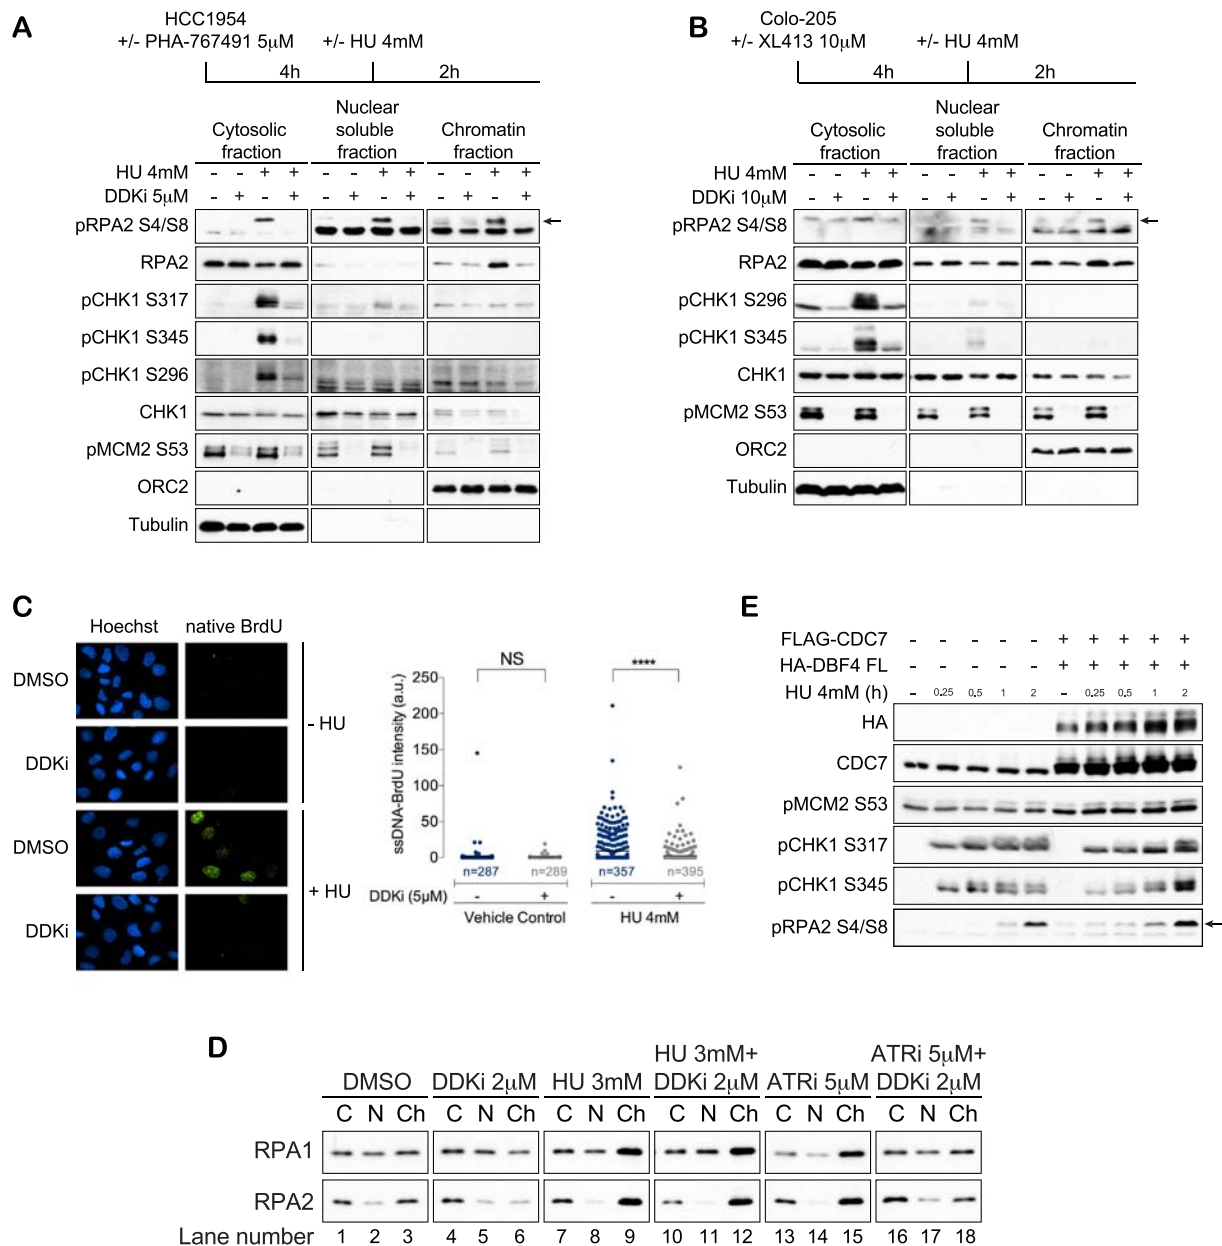 A
HCC1954
+/- PHA-767491 5μM +/- HU 4mM
4h 2h
Cytosolic fraction Nuclear soluble fraction Chromatin fraction
HU 4mM - - + + - - + + - - + +
DDKi 5μM - + - + - + - + - + - +
pRPA2 S4/S8
RPA2
pCHK1 S317
pCHK1 S345
pCHK1 S296
CHK1
pMCM2 S53
ORC2
Tubulin
B
Colo-205
+/- XL413 10μM +/- HU 4mM
4h 2h
Cytosolic fraction Nuclear soluble fraction Chromatin fraction
HU 4mM - - + + - - + + - - + +
DDKi 10μM - + - + - + - + - + - +
pRPA2 S4/S8
RPA2
pCHK1 S296
pCHK1 S345
CHK1
pMCM2 S53
ORC2
Tubulin
C
Hoechst native BrdU
DMSO
DDKi
- HU
DMSO
DDKi
+ HU
ssDNA-BrdU intensity (a.u.)
250
200
150
100
50
0
NS ****
n=287 n=289 n=357 n=395
DDKi (5μM) - + - +
Vehicle Control HU 4mM
E
FLAG-CDC7 - - - - - + + + + +
HA-DBF4 FL - - - - - + + + + +
HU 4mM (h) - 0.25 0.5 1 2 - 0.25 0.5 1 2
HA
CDC7
pMCM2 S53
pCHK1 S317
pCHK1 S345
pRPA2 S4/S8
D
DMSO DDKi 2μM HU 3mM HU 3mM+ DDKi 2μM ATRi 5μM ATRi 5μM+ DDKi 2μM
C N Ch C N Ch C N Ch C N Ch C N Ch C N Ch
RPA1
RPA2
Lane number 1 2 3 4 5 6 7 8 9 10 11 12 13 14 15 16 17 18